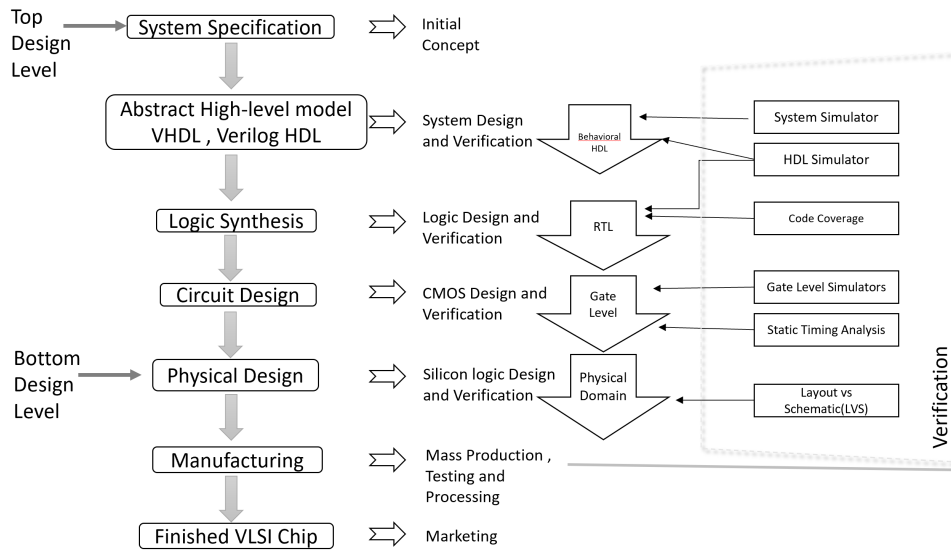 Top
Design
Level
System Specification
Initial
Concept
Abstract High-level model
VHDL , Verilog HDL
System Design
and Verification
Behavioral
HDL
System Simulator
HDL Simulator
Logic Synthesis
Logic Design and
Verification
RTL
Code Coverage
Circuit Design
CMOS Design and
Verification
Gate
Level
Gate Level Simulators
Static Timing Analysis
Bottom
Design
Level
Physical Design
Silicon logic Design
and Verification
Physical
Domain
Layout vs
Schematic(LVS)
Verification
Manufacturing
Mass Production ,
Testing and
Processing
Finished VLSI Chip
Marketing